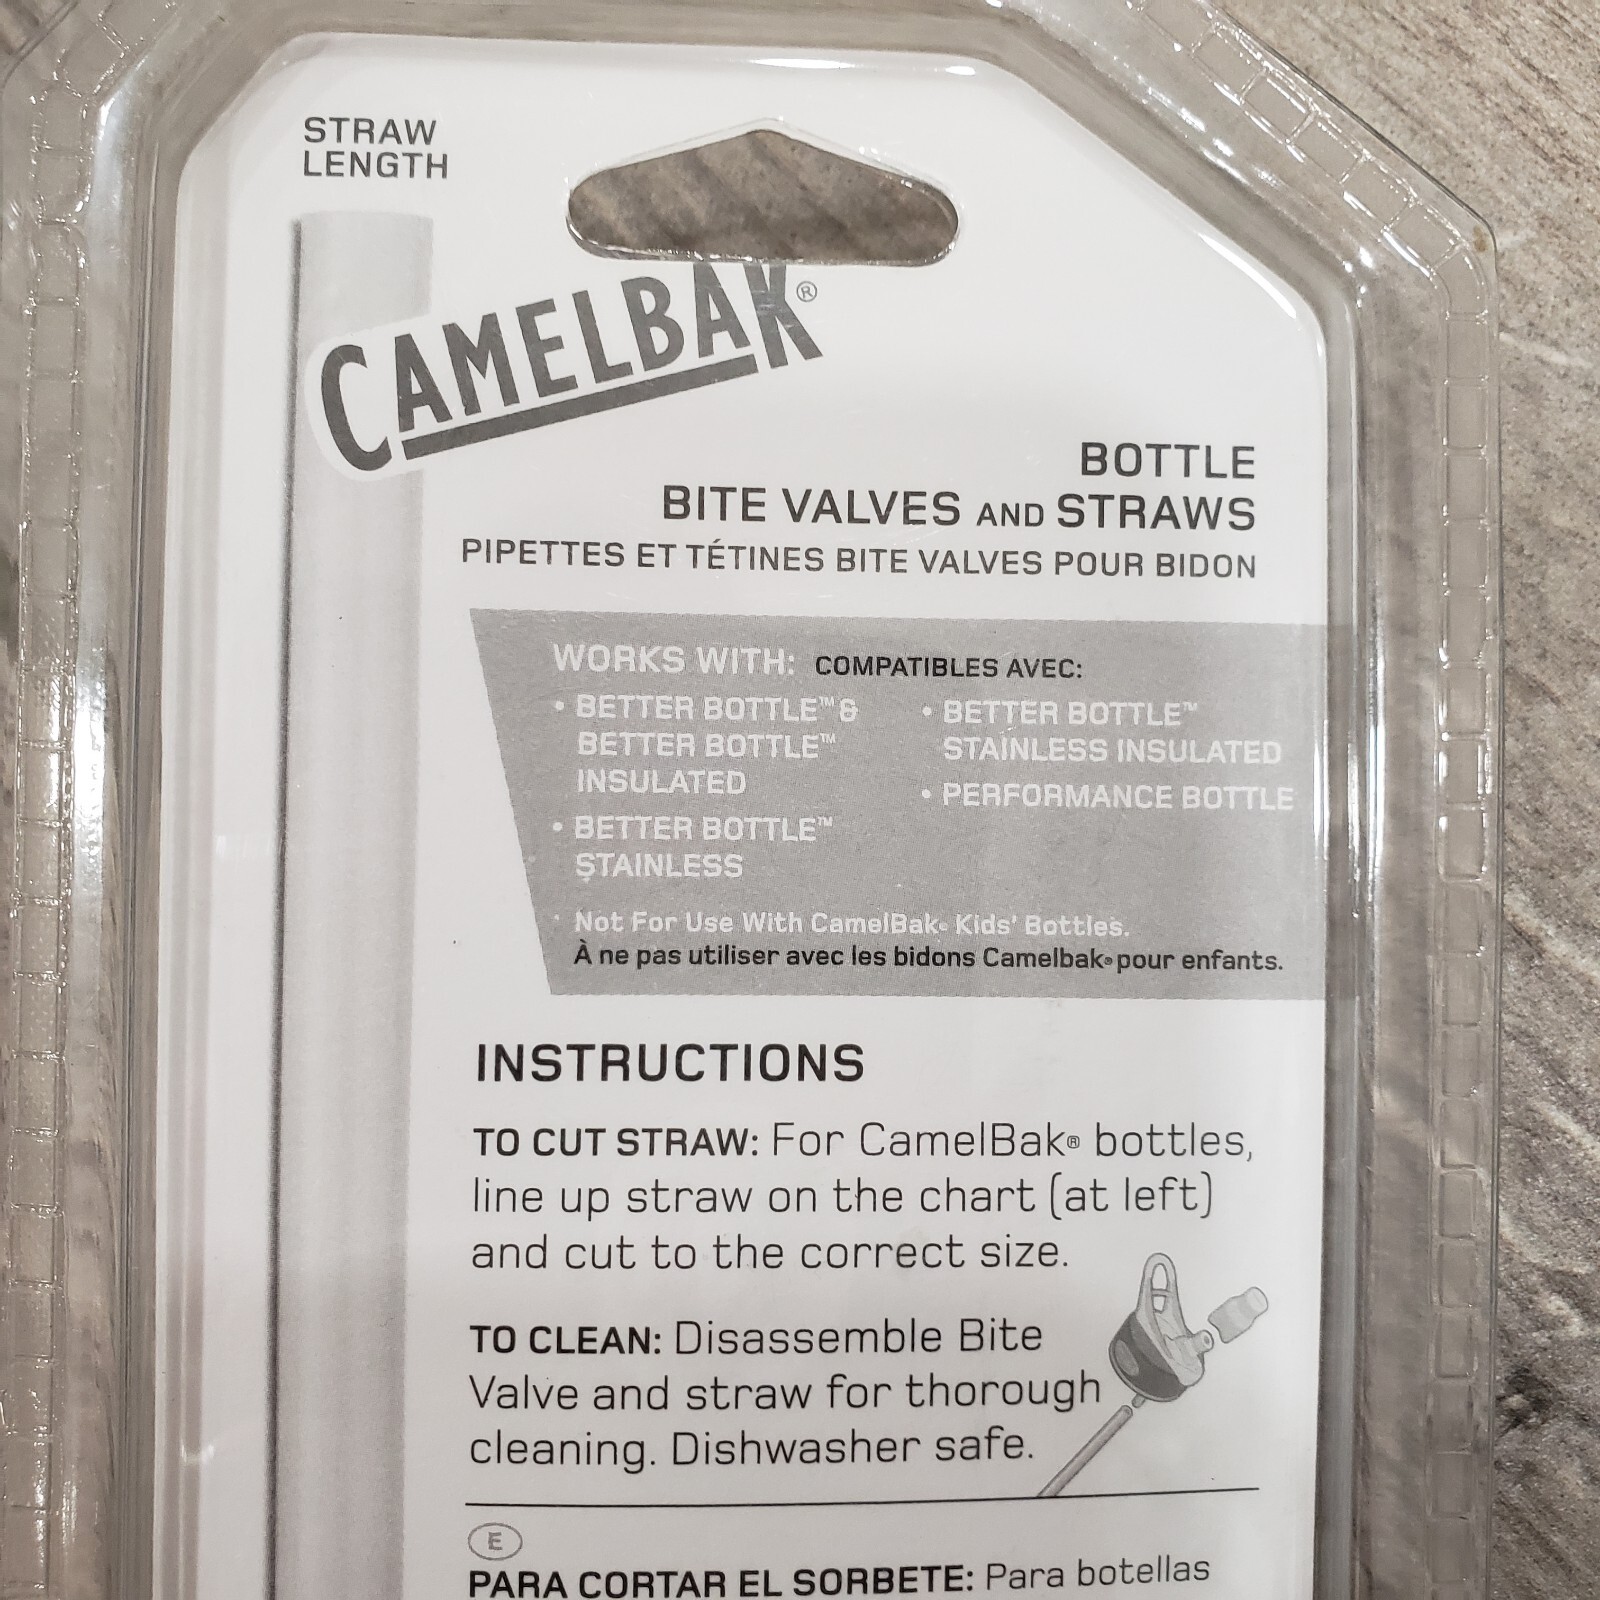 STRAW
LENGTH
CAMELBAK®
BOTTLE
BITE VALVES AND STRAWS
PIPETTES ET TÉTINES BITE VALVES POUR BIDON
WORKS WITH: COMPATIBLES AVEC:
• BETTER BOTTLE™ &
BETTER BOTTLE™
INSULATED
• BETTER BOTTLE™
STAINLESS
• BETTER BOTTLE™
STAINLESS INSULATED
• PERFORMANCE BOTTLE
Not For Use With CamelBak® Kids' Bottles.
À ne pas utiliser avec les bidons Camelbak® pour enfants.
INSTRUCTIONS
TO CUT STRAW: For CamelBak® bottles,
line up straw on the chart (at left)
and cut to the correct size.
TO CLEAN: Disassemble Bite
Valve and straw for thorough
cleaning. Dishwasher safe.
E
PARA CORTAR EL SORBETE: Para botellas